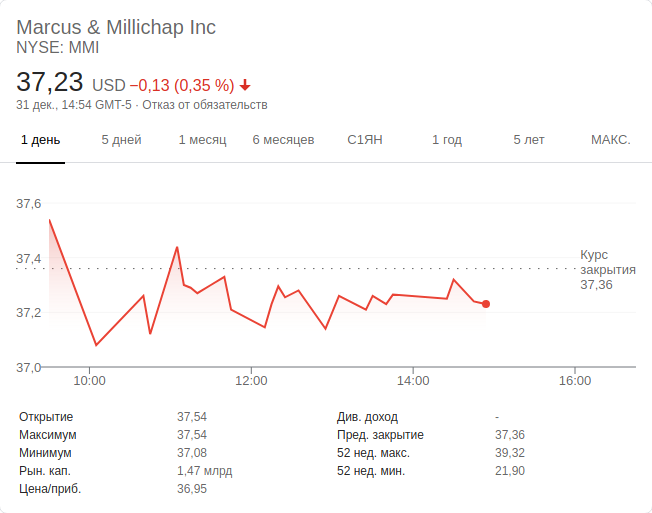 Marcus & Millichap Inc
NYSE: MMI
37,23 USD −0,13 (0,35 %)
31 дек., 14:54 GMT-5 · Отказ от обязательств
1 день 5 дней 1 месяц 6 месяцев С1ЯН 1 год 5 лет МАКС.
37,6
37,4
37,2
37,0
Курс
закрытия
37,36
10:00 12:00 14:00 16:00
Открытие 37,54 Див. доход -
Максимум 37,54 Пред. закрытие 37,36
Минимум 37,08 52 нед. макс. 39,32
Рын. кап. 1,47 млрд 52 нед. мин. 21,90
Цена/приб. 36,95